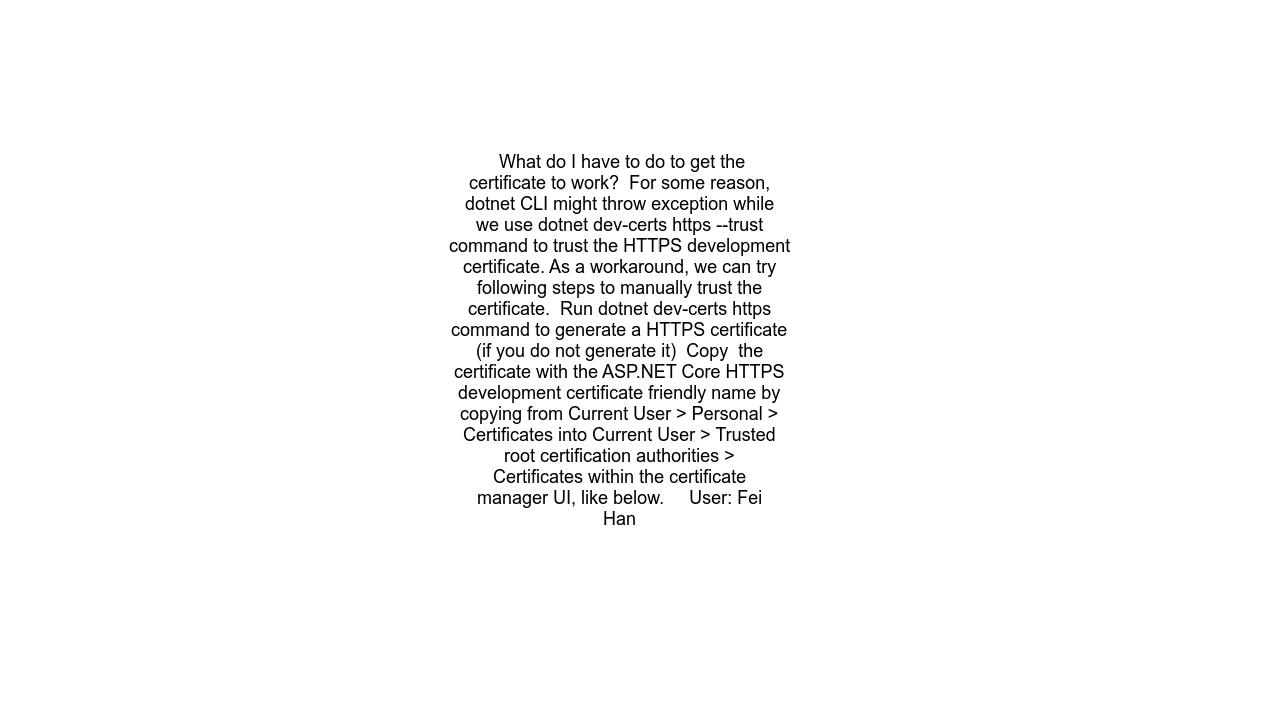 What do I have to do to get the
certificate to work?  For some reason,
dotnet CLI might throw exception while
we use dotnet dev-certs https --trust
command to trust the HTTPS development
certificate. As a workaround, we can try
following steps to manually trust the
certificate.  Run dotnet dev-certs https
command to generate a HTTPS certificate
(if you do not generate it)  Copy  the
certificate with the ASP.NET Core HTTPS
development certificate friendly name by
copying from Current User > Personal >
Certificates into Current User > Trusted
root certification authorities >
Certificates within the certificate
manager UI, like below.     User: Fei
Han